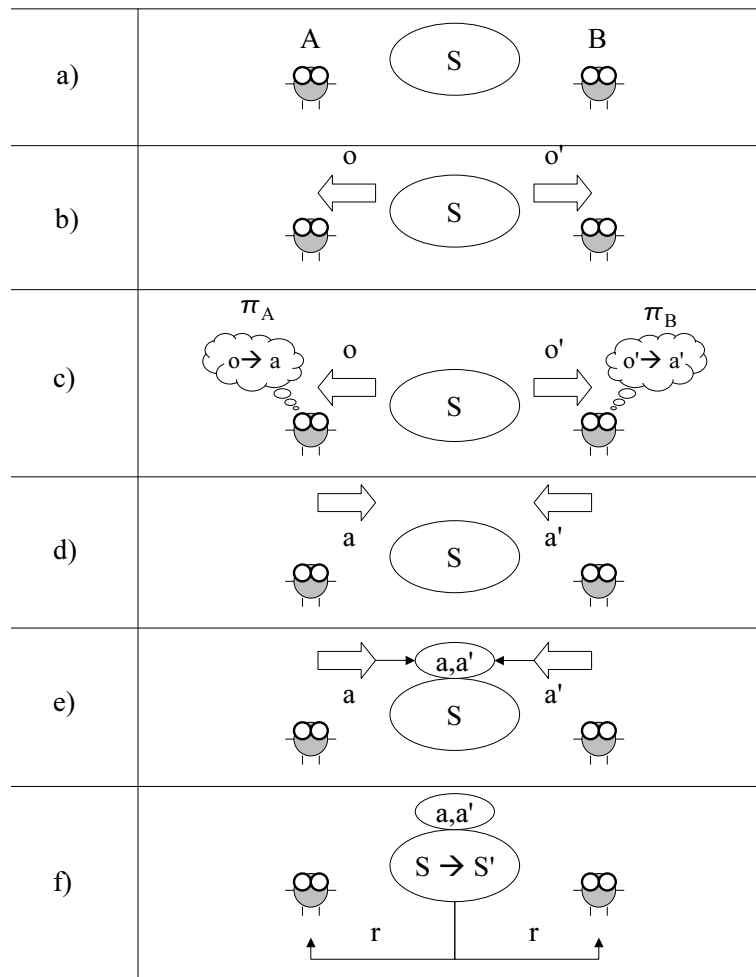 A S B
a)
o o'
b) S
π_A π_B
o → a o o' o' → a'
c) S
d) a a'
S
a,a'
e) a a'
S
a,a'
f) S → S'
r r